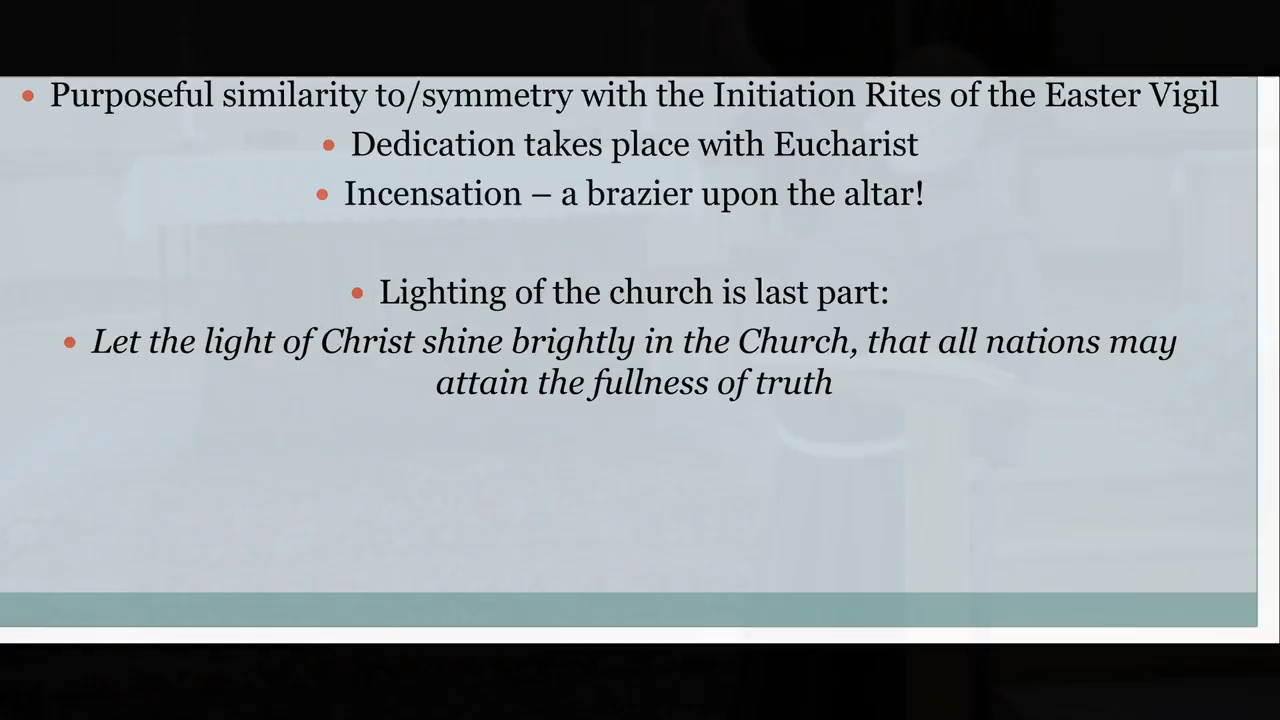 • Purposeful similarity to/symmetry with the Initiation Rites of the Easter Vigil
• Dedication takes place with Eucharist
• Incensation – a brazier upon the altar!
• Lighting of the church is last part:
• Let the light of Christ shine brightly in the Church, that all nations may
attain the fullness of truth